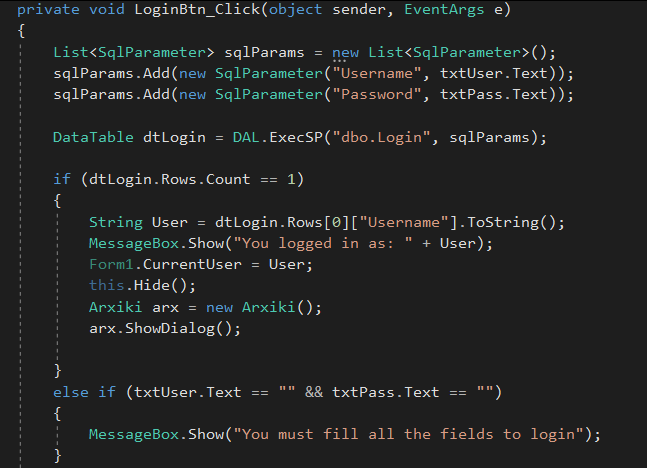 private void LoginBtn_Click(object sender, EventArgs e)
{
List<SqlParameter> sqlParams = new List<SqlParameter>();
sqlParams.Add(new SqlParameter("Username", txtUser.Text));
sqlParams.Add(new SqlParameter("Password", txtPass.Text));
DataTable dtLogin = DAL.ExecSP("dbo.Login", sqlParams);
if (dtLogin.Rows.Count == 1)
{
String User = dtLogin.Rows[0]["Username"].ToString();
MessageBox.Show("You logged in as: " + User);
Form1.CurrentUser = User;
this.Hide();
Arxiki arx = new Arxiki();
arx.ShowDialog();
}
else if (txtUser.Text == "" && txtPass.Text == "")
{
MessageBox.Show("You must fill all the fields to login");
}